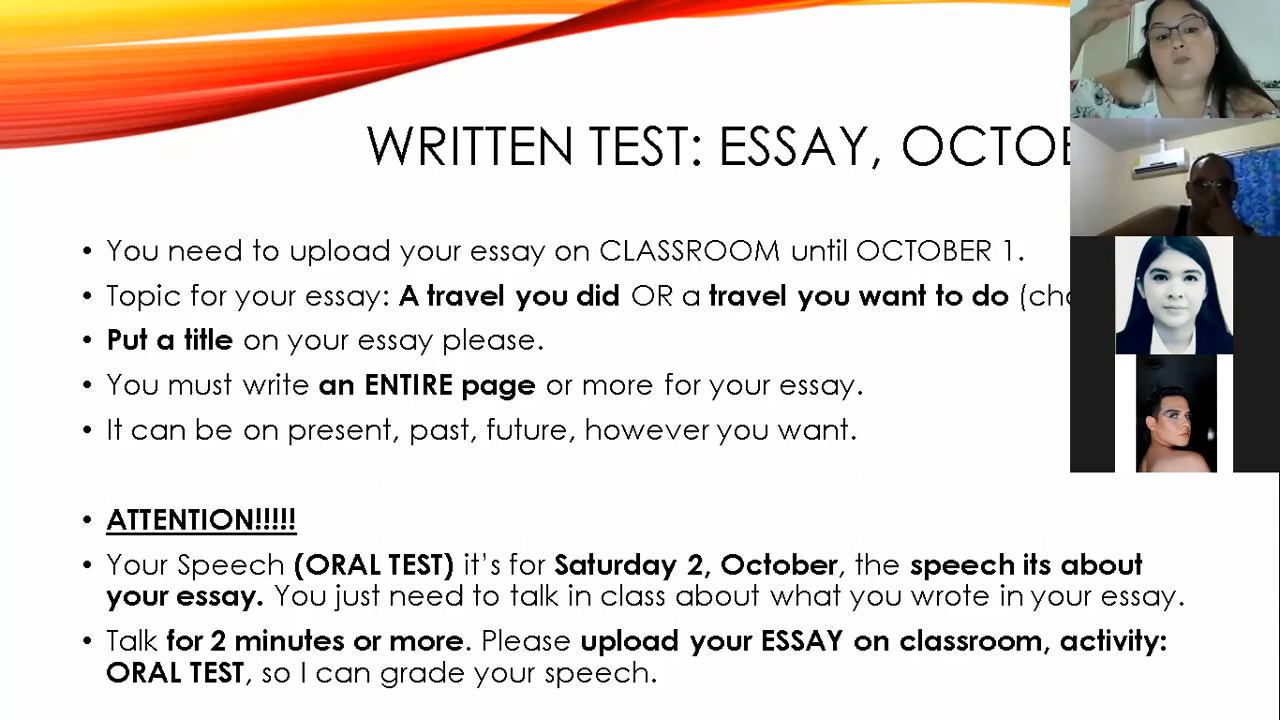 WRITTEN TEST: ESSAY,
You need to upload your essay on CLASSROOM until OCTOBER 1.
Topic for your essay: A travel you did OR a travel you want to do
Put a title on your essay please.
You must write an ENTIRE page or more for your essay.
It can be on present, past, future, however you want.
ATTENTION!!!!!
Your Speech (ORAL TEST) it's for Saturday 2, October, the speech its about
your essay. You just need to talk in class about what you wrote in your essay.
Talk for 2 minutes or more. Please upload your ESSAY on classroom, activity:
ORAL TEST, so I can grade your speech.